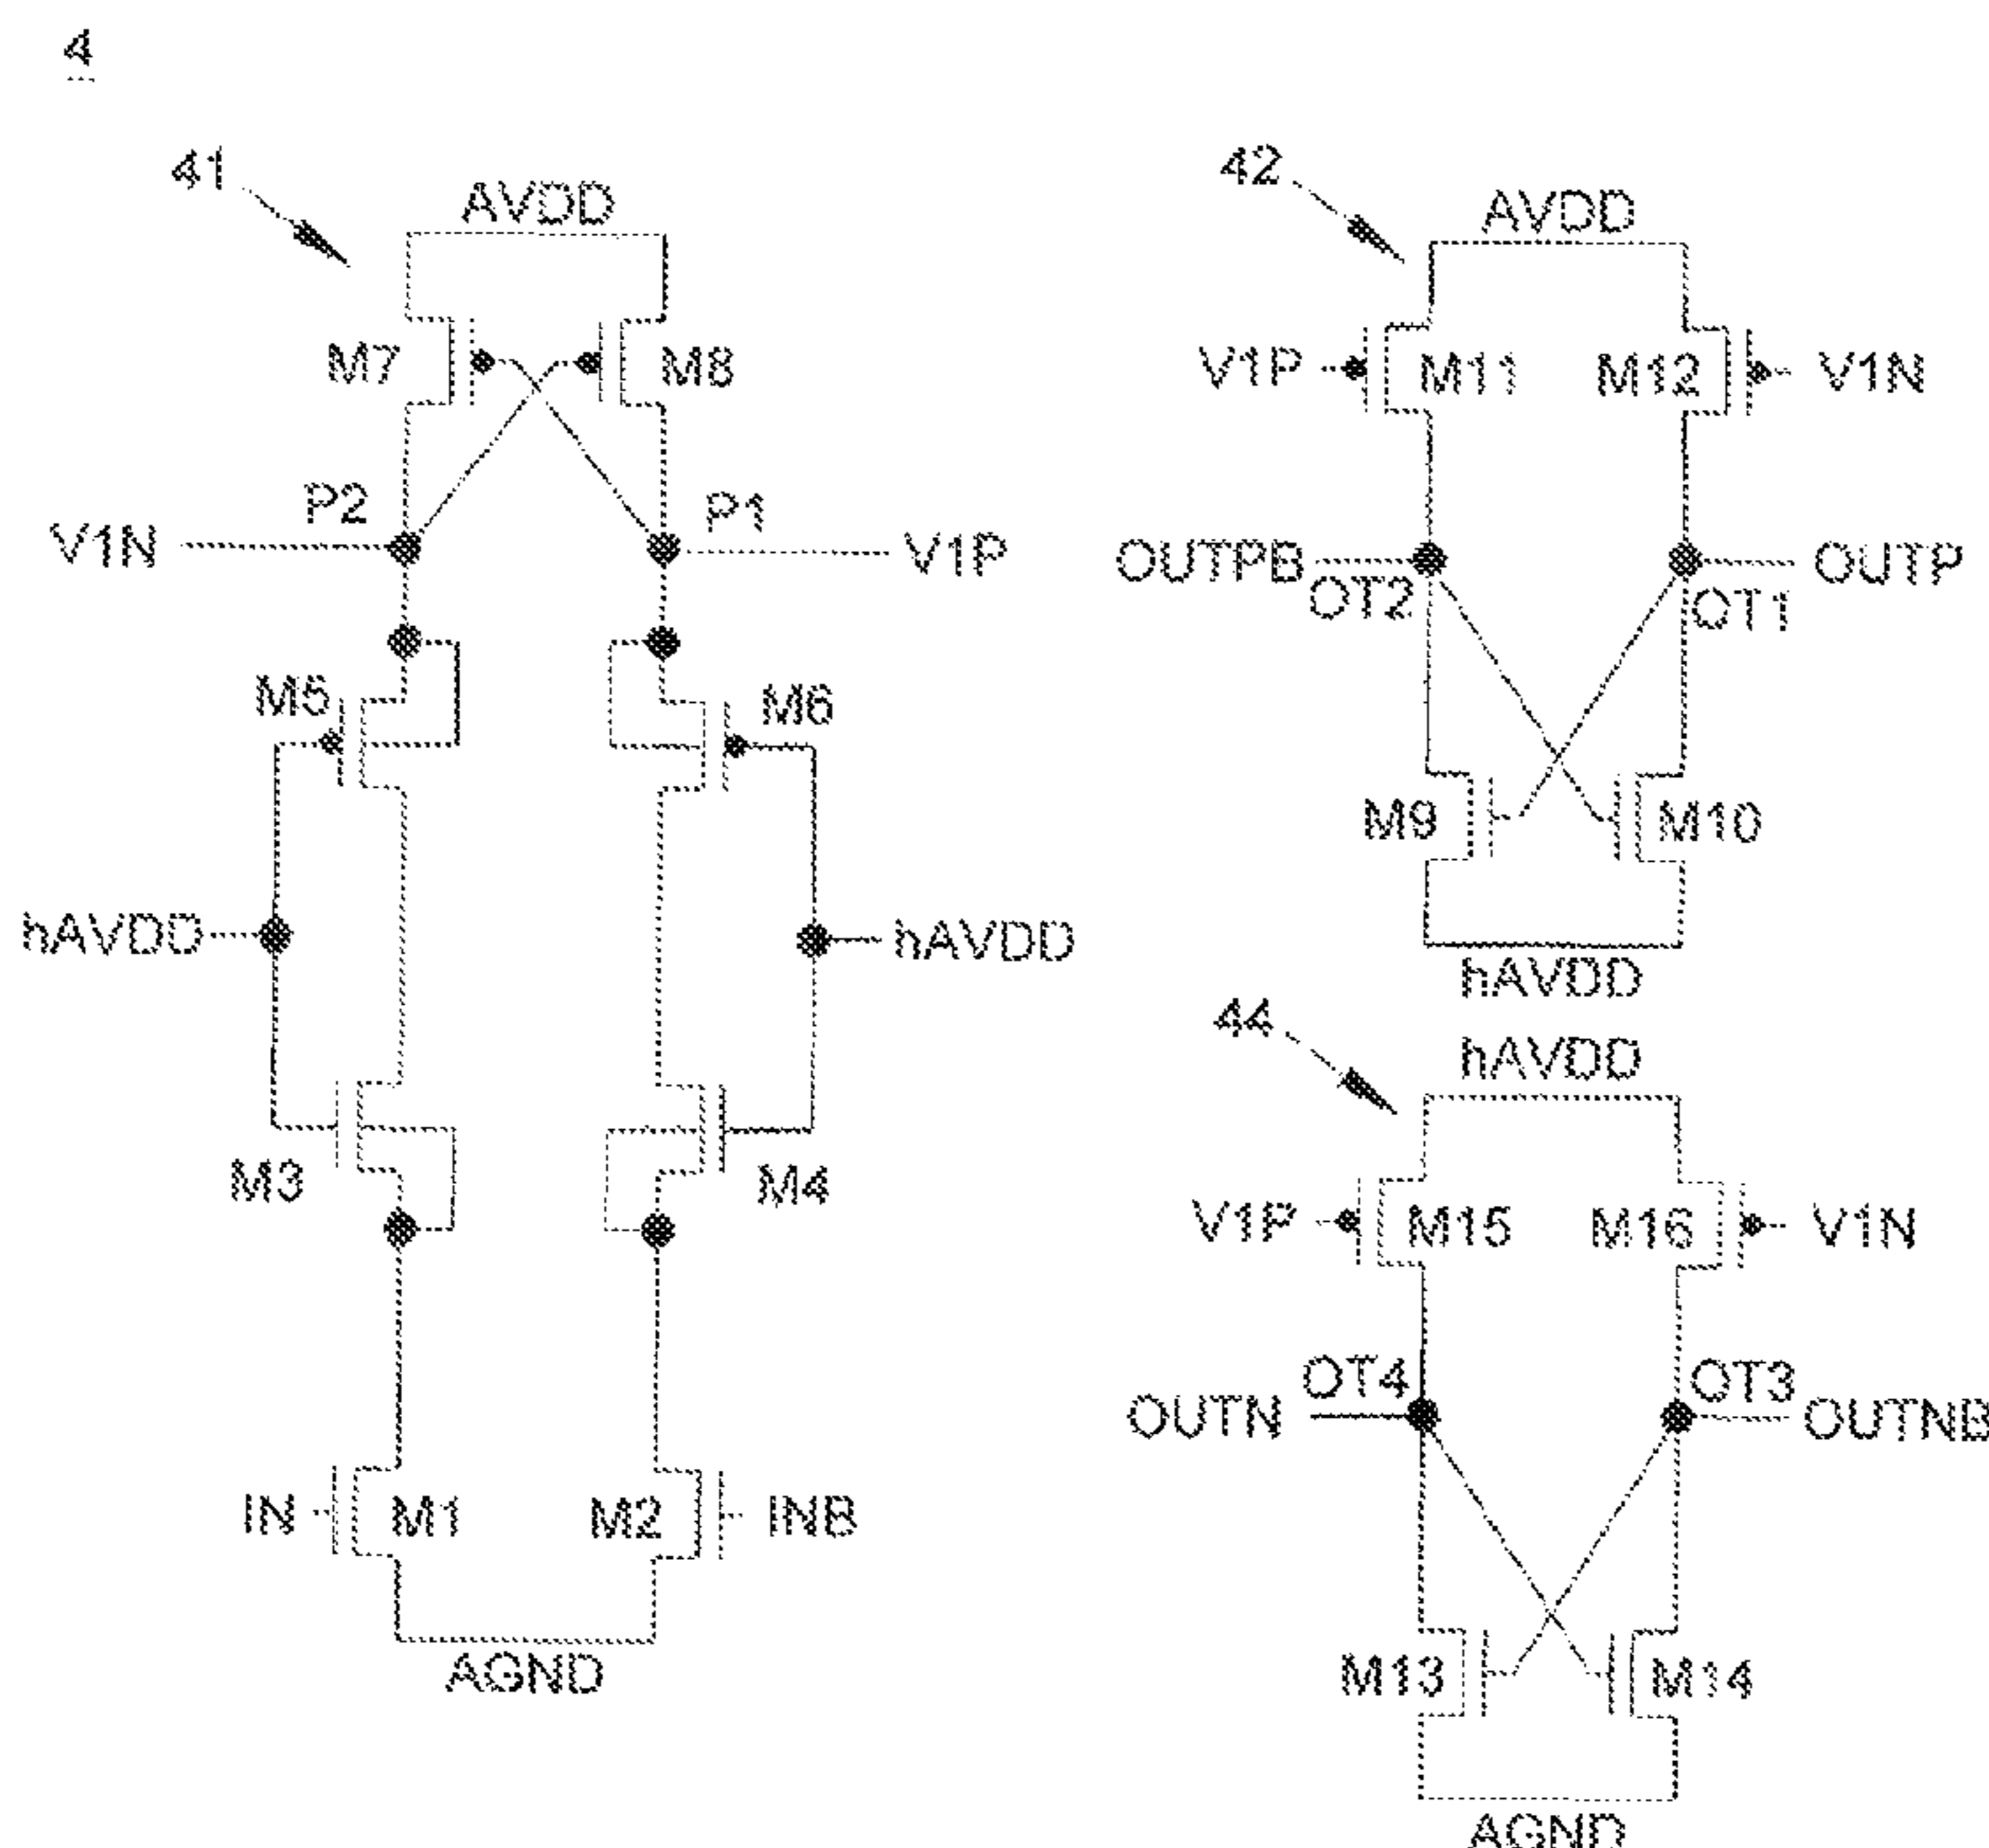 4
41
AVDD
M7
M8
P2
P1
V1N
V1P
M5
M6
hAVDD
hAVDD
M3
M4
IN
M1
M2
INB
AGND
42
AVDD
V1P
M11
M12
V1N
OUTPB
OT2
OUTP
OT1
M9
M10
hAVDD
44
hAVDD
V1P
M15
M16
V1N
OT4
OUTN
OT3
OUTNB
M13
M14
AGND